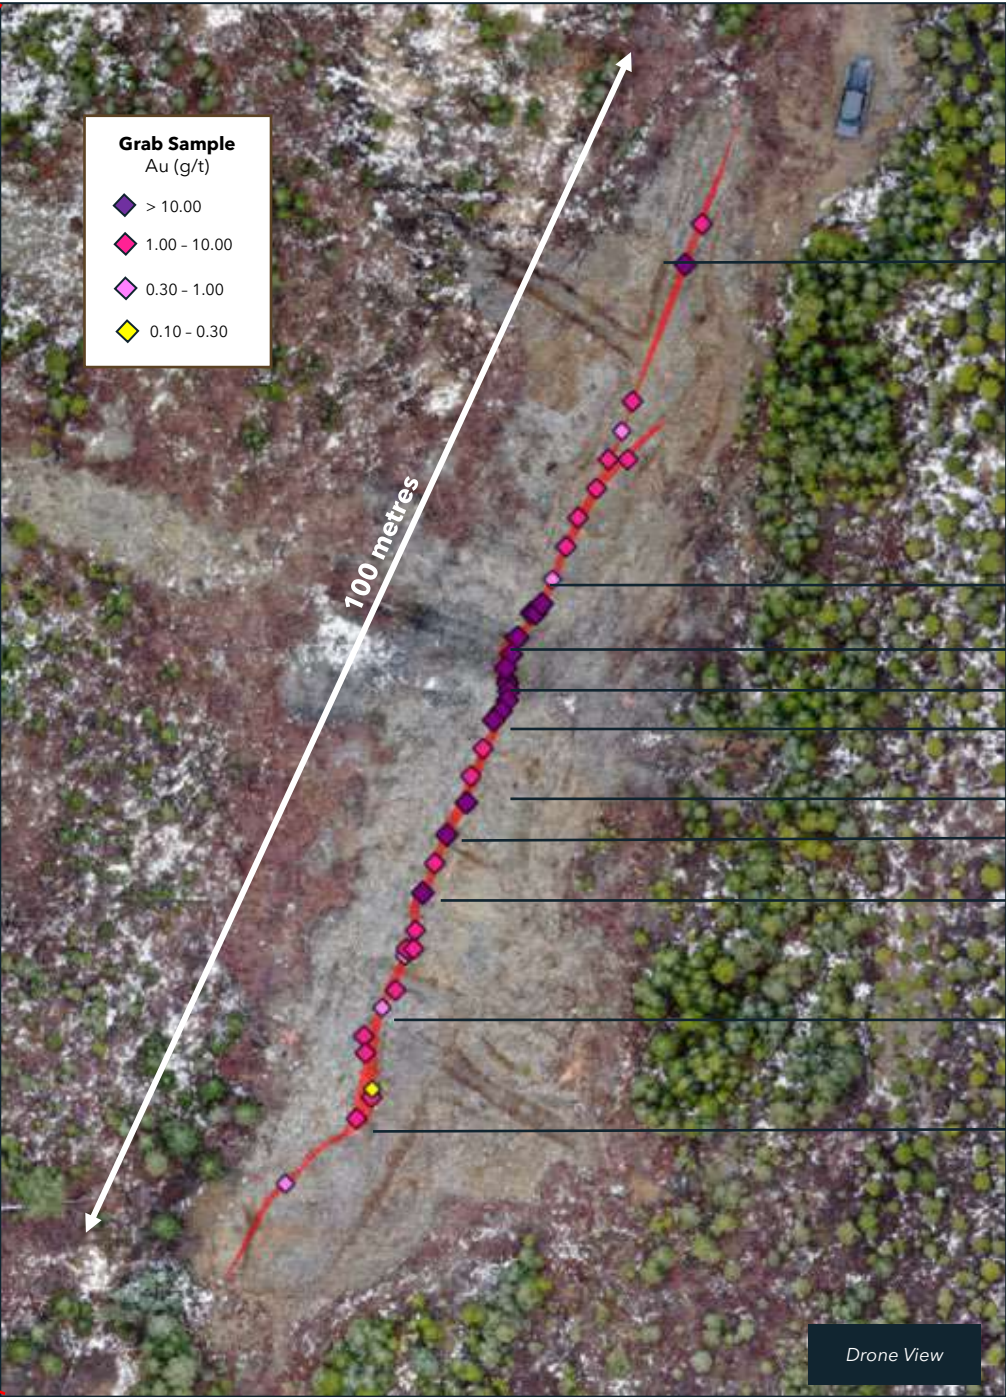 Grab Sample
Au (g/t)
> 10.00
1.00 - 10.00
0.30 - 1.00
0.10 - 0.30
100 metres
Drone View